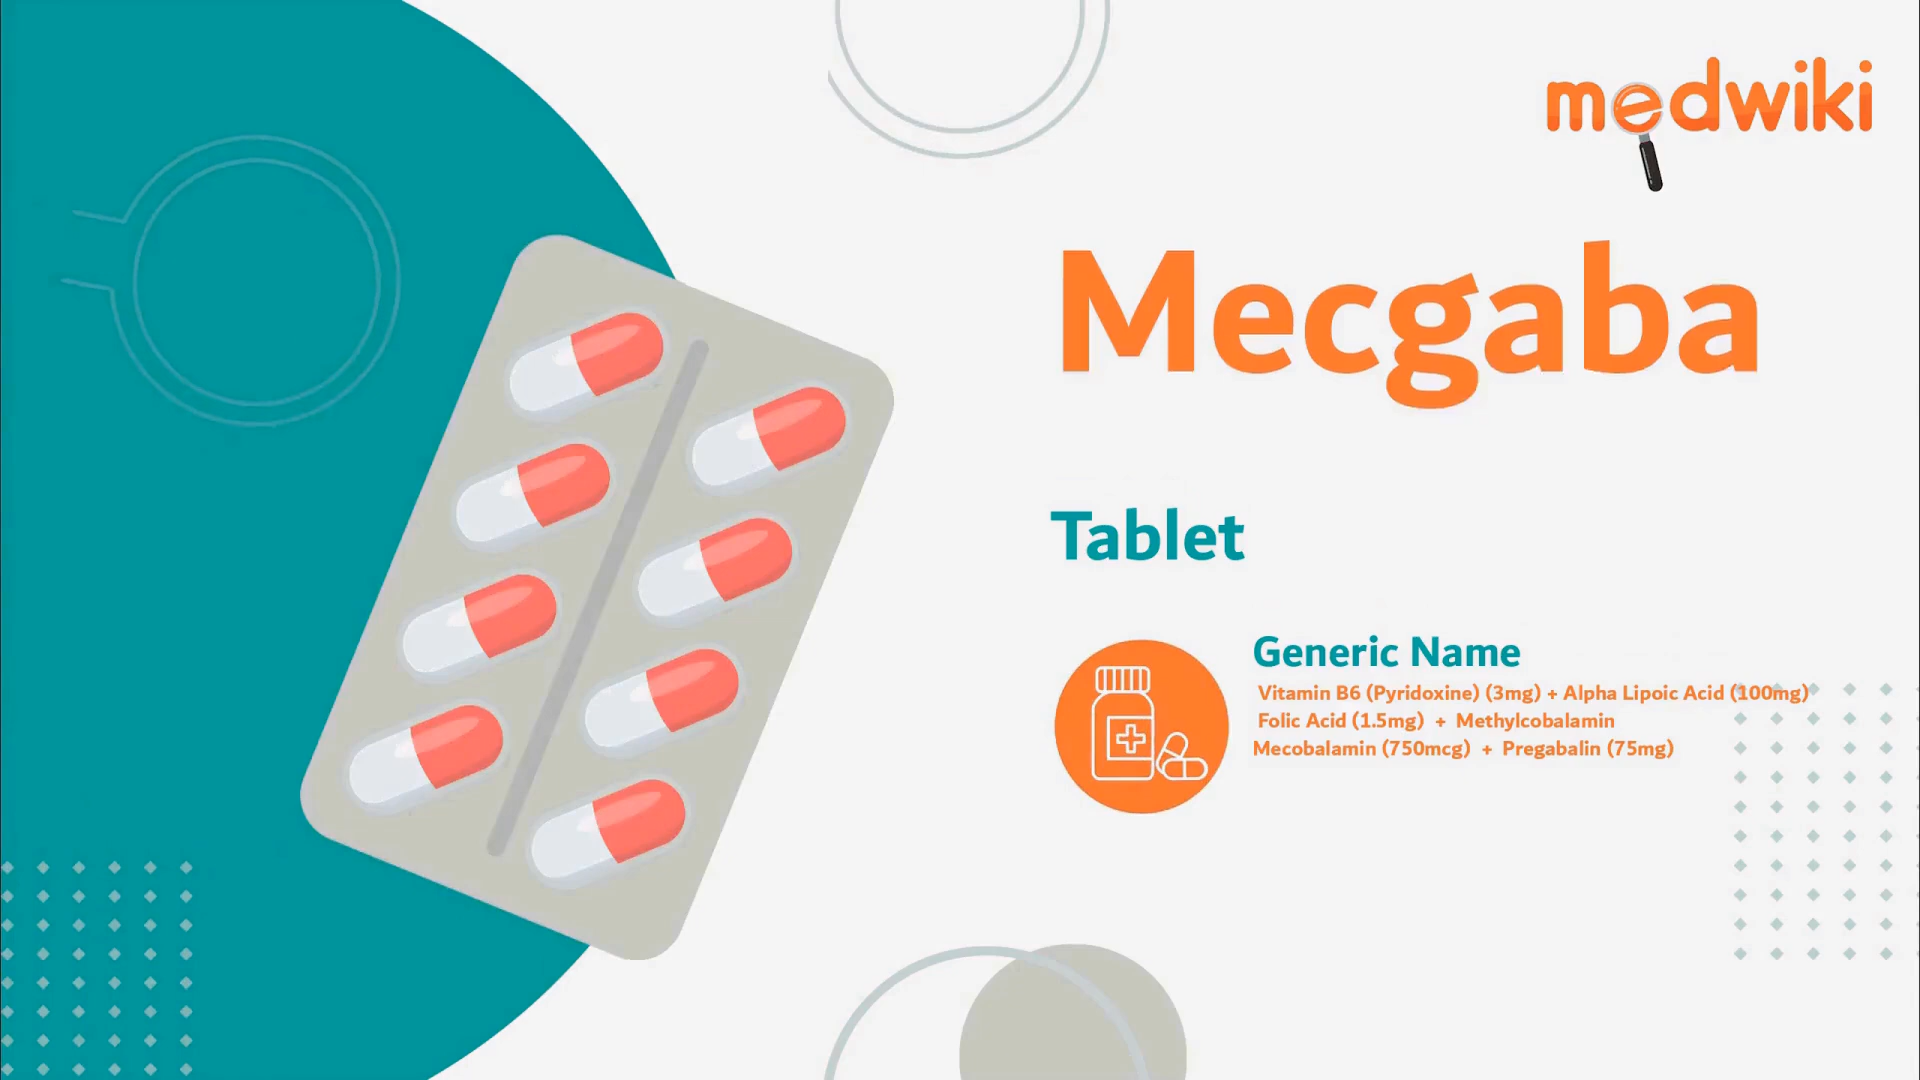 medwiki
Mecgaba
Tablet
Generic Name
Vitamin B6 (Pyridoxine) (3mg) + Alpha Lipoic Acid (100mg)
Folic Acid (1.5mg) + Methylcobalamin
Mecobalamin (750mcg) + Pregabalin (75mg)